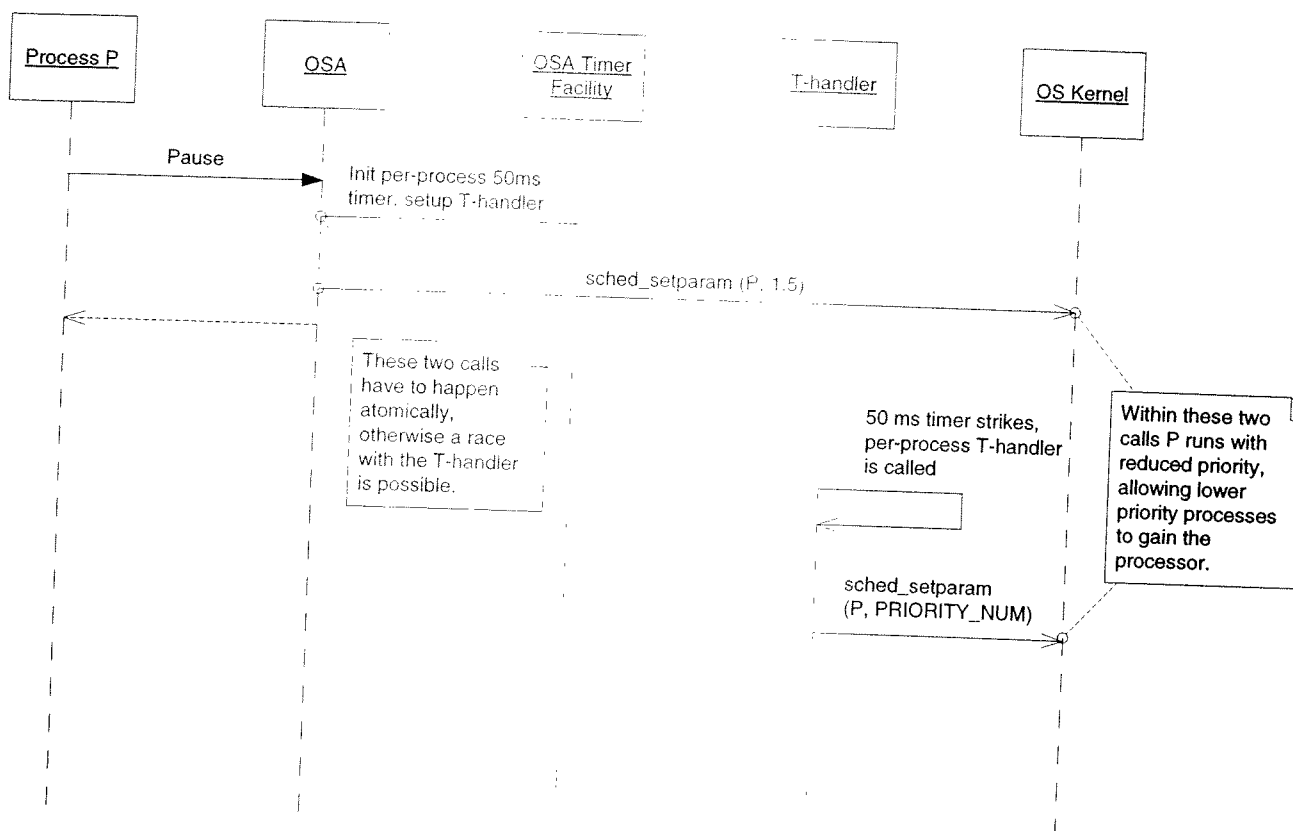 Process P
OSA
OSA Timer
Facility
T-handler
OS Kernel
Pause
Init per-process 50ms
timer, setup T-handler
sched_setparam (P, 1.5)
These two calls
have to happen
atomically,
otherwise a race
with the T-handler
is possible.
50 ms timer strikes,
per-process T-handler
is called
Within these two
calls P runs with
reduced priority,
allowing lower
priority processes
to gain the
processor.
sched_setparam
(P, PRIORITY_NUM)